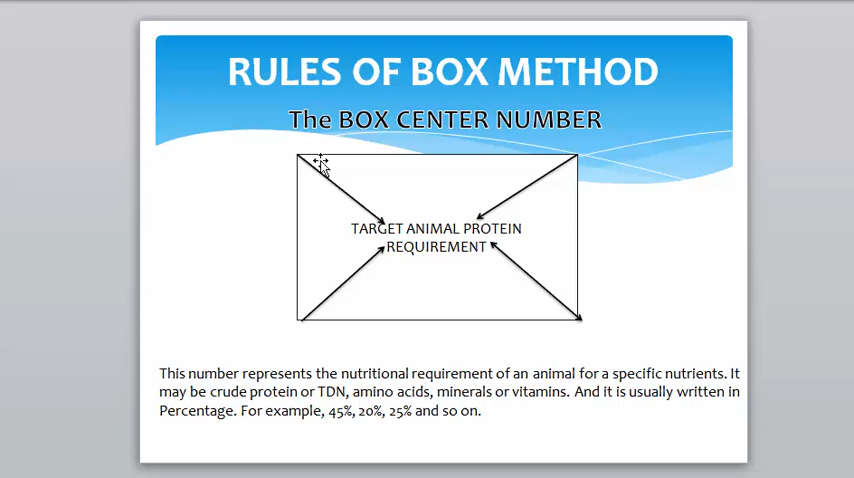 RULES OF BOX METHOD
The BOX CENTER NUMBER
TARGET ANIMAL PROTEIN
REQUIREMENT
This number represents the nutritional requirement of an animal for a specific nutrients. It
may be crude protein or TDN, amino acids, minerals or vitamins. And it is usually written in
Percentage. For example, 45%, 20%, 25% and so on.